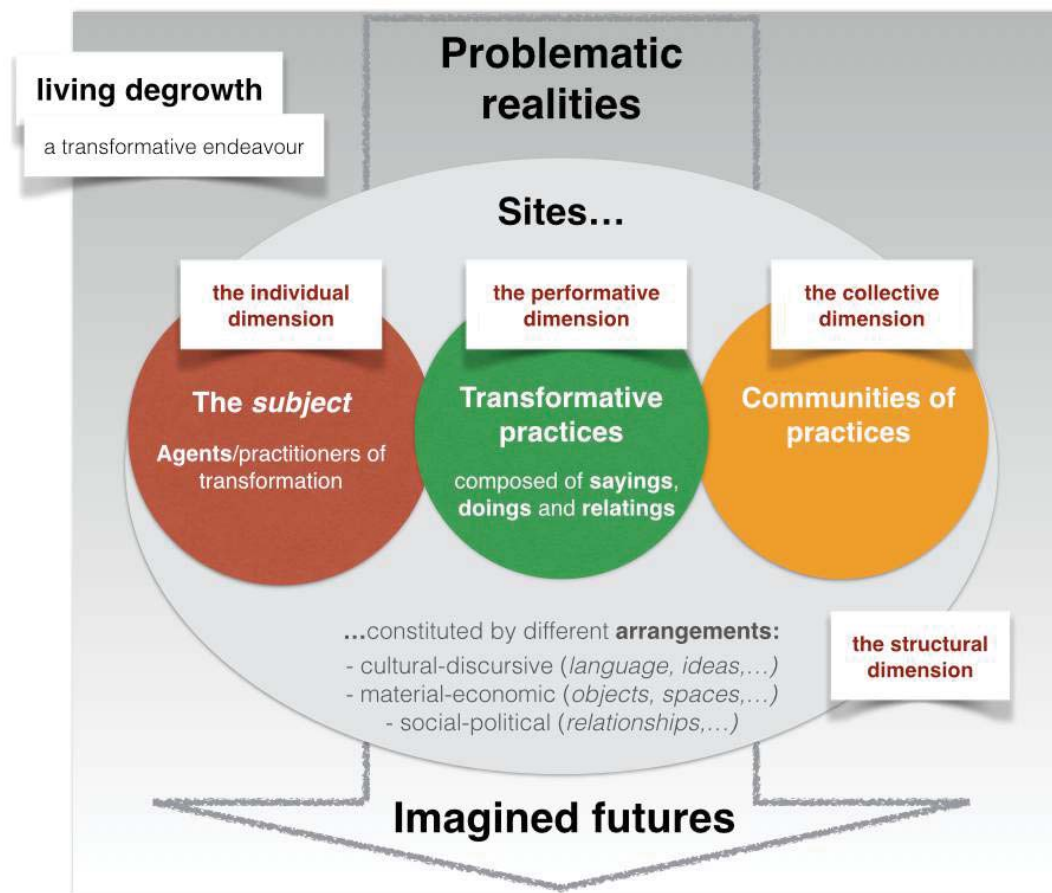 living degrowth
a transformative endeavour
Problematic
realities
Sites...
the individual
dimension
the performative
dimension
the collective
dimension
The subject
Agents/practitioners of
transformation
Transformative
practices
composed of sayings,
doings and relatings
Communities of
practices
...constituted by different arrangements:
- cultural-discursive (language, ideas,...)
- material-economic (objects, spaces,...)
- social-political (relationships,...)
the structural
dimension
Imagined futures